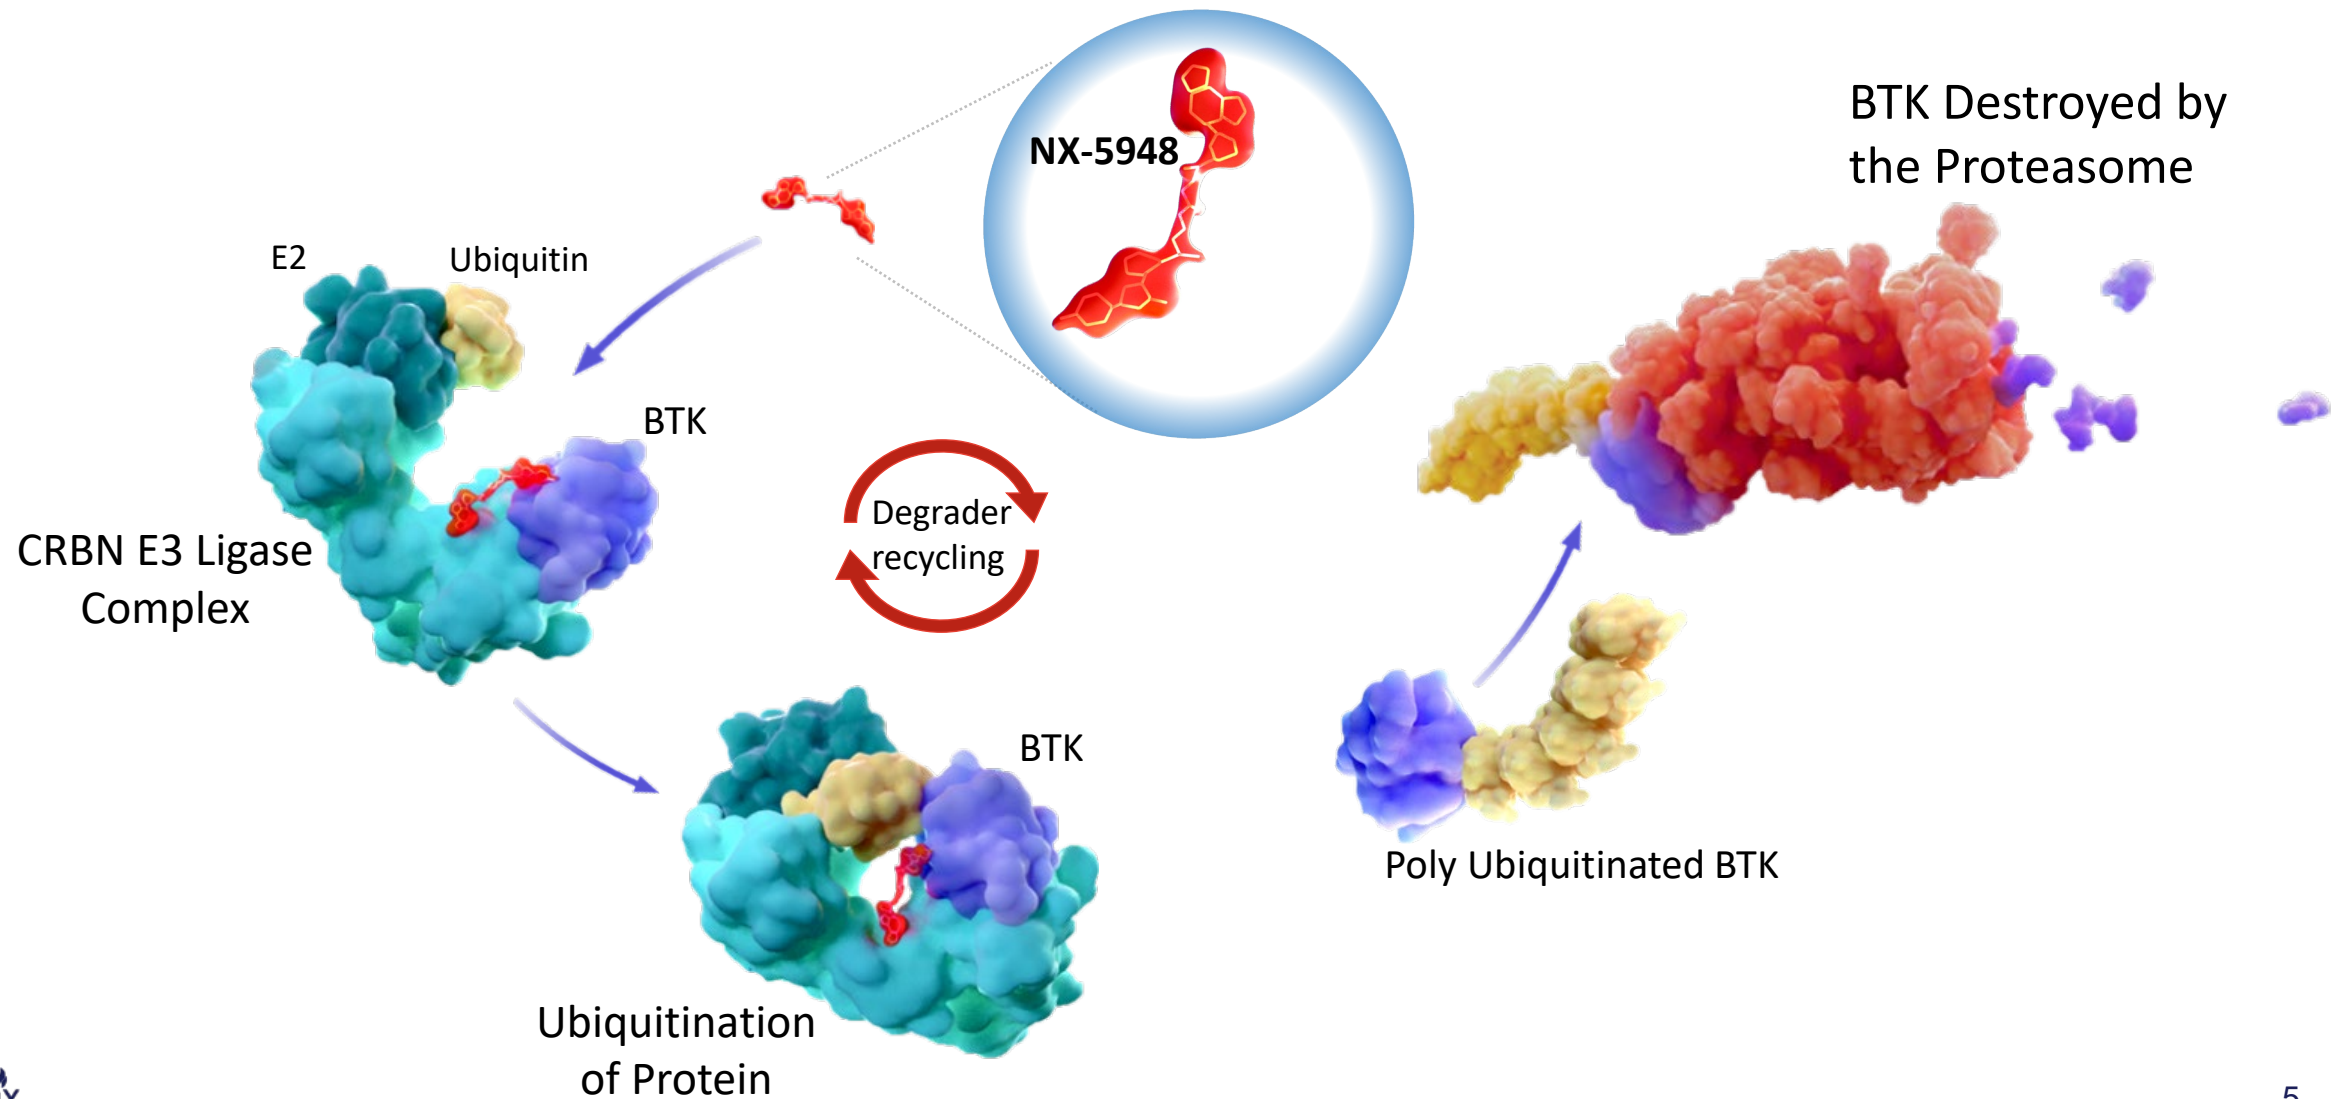 NX-5948
BTK Destroyed by
the Proteasome
E2
Ubiquitin
BTK
CRBN E3 Ligase
Complex
Degrader
recycling
BTK
Poly Ubiquitinated BTK
Ubiquitination
of Protein
5